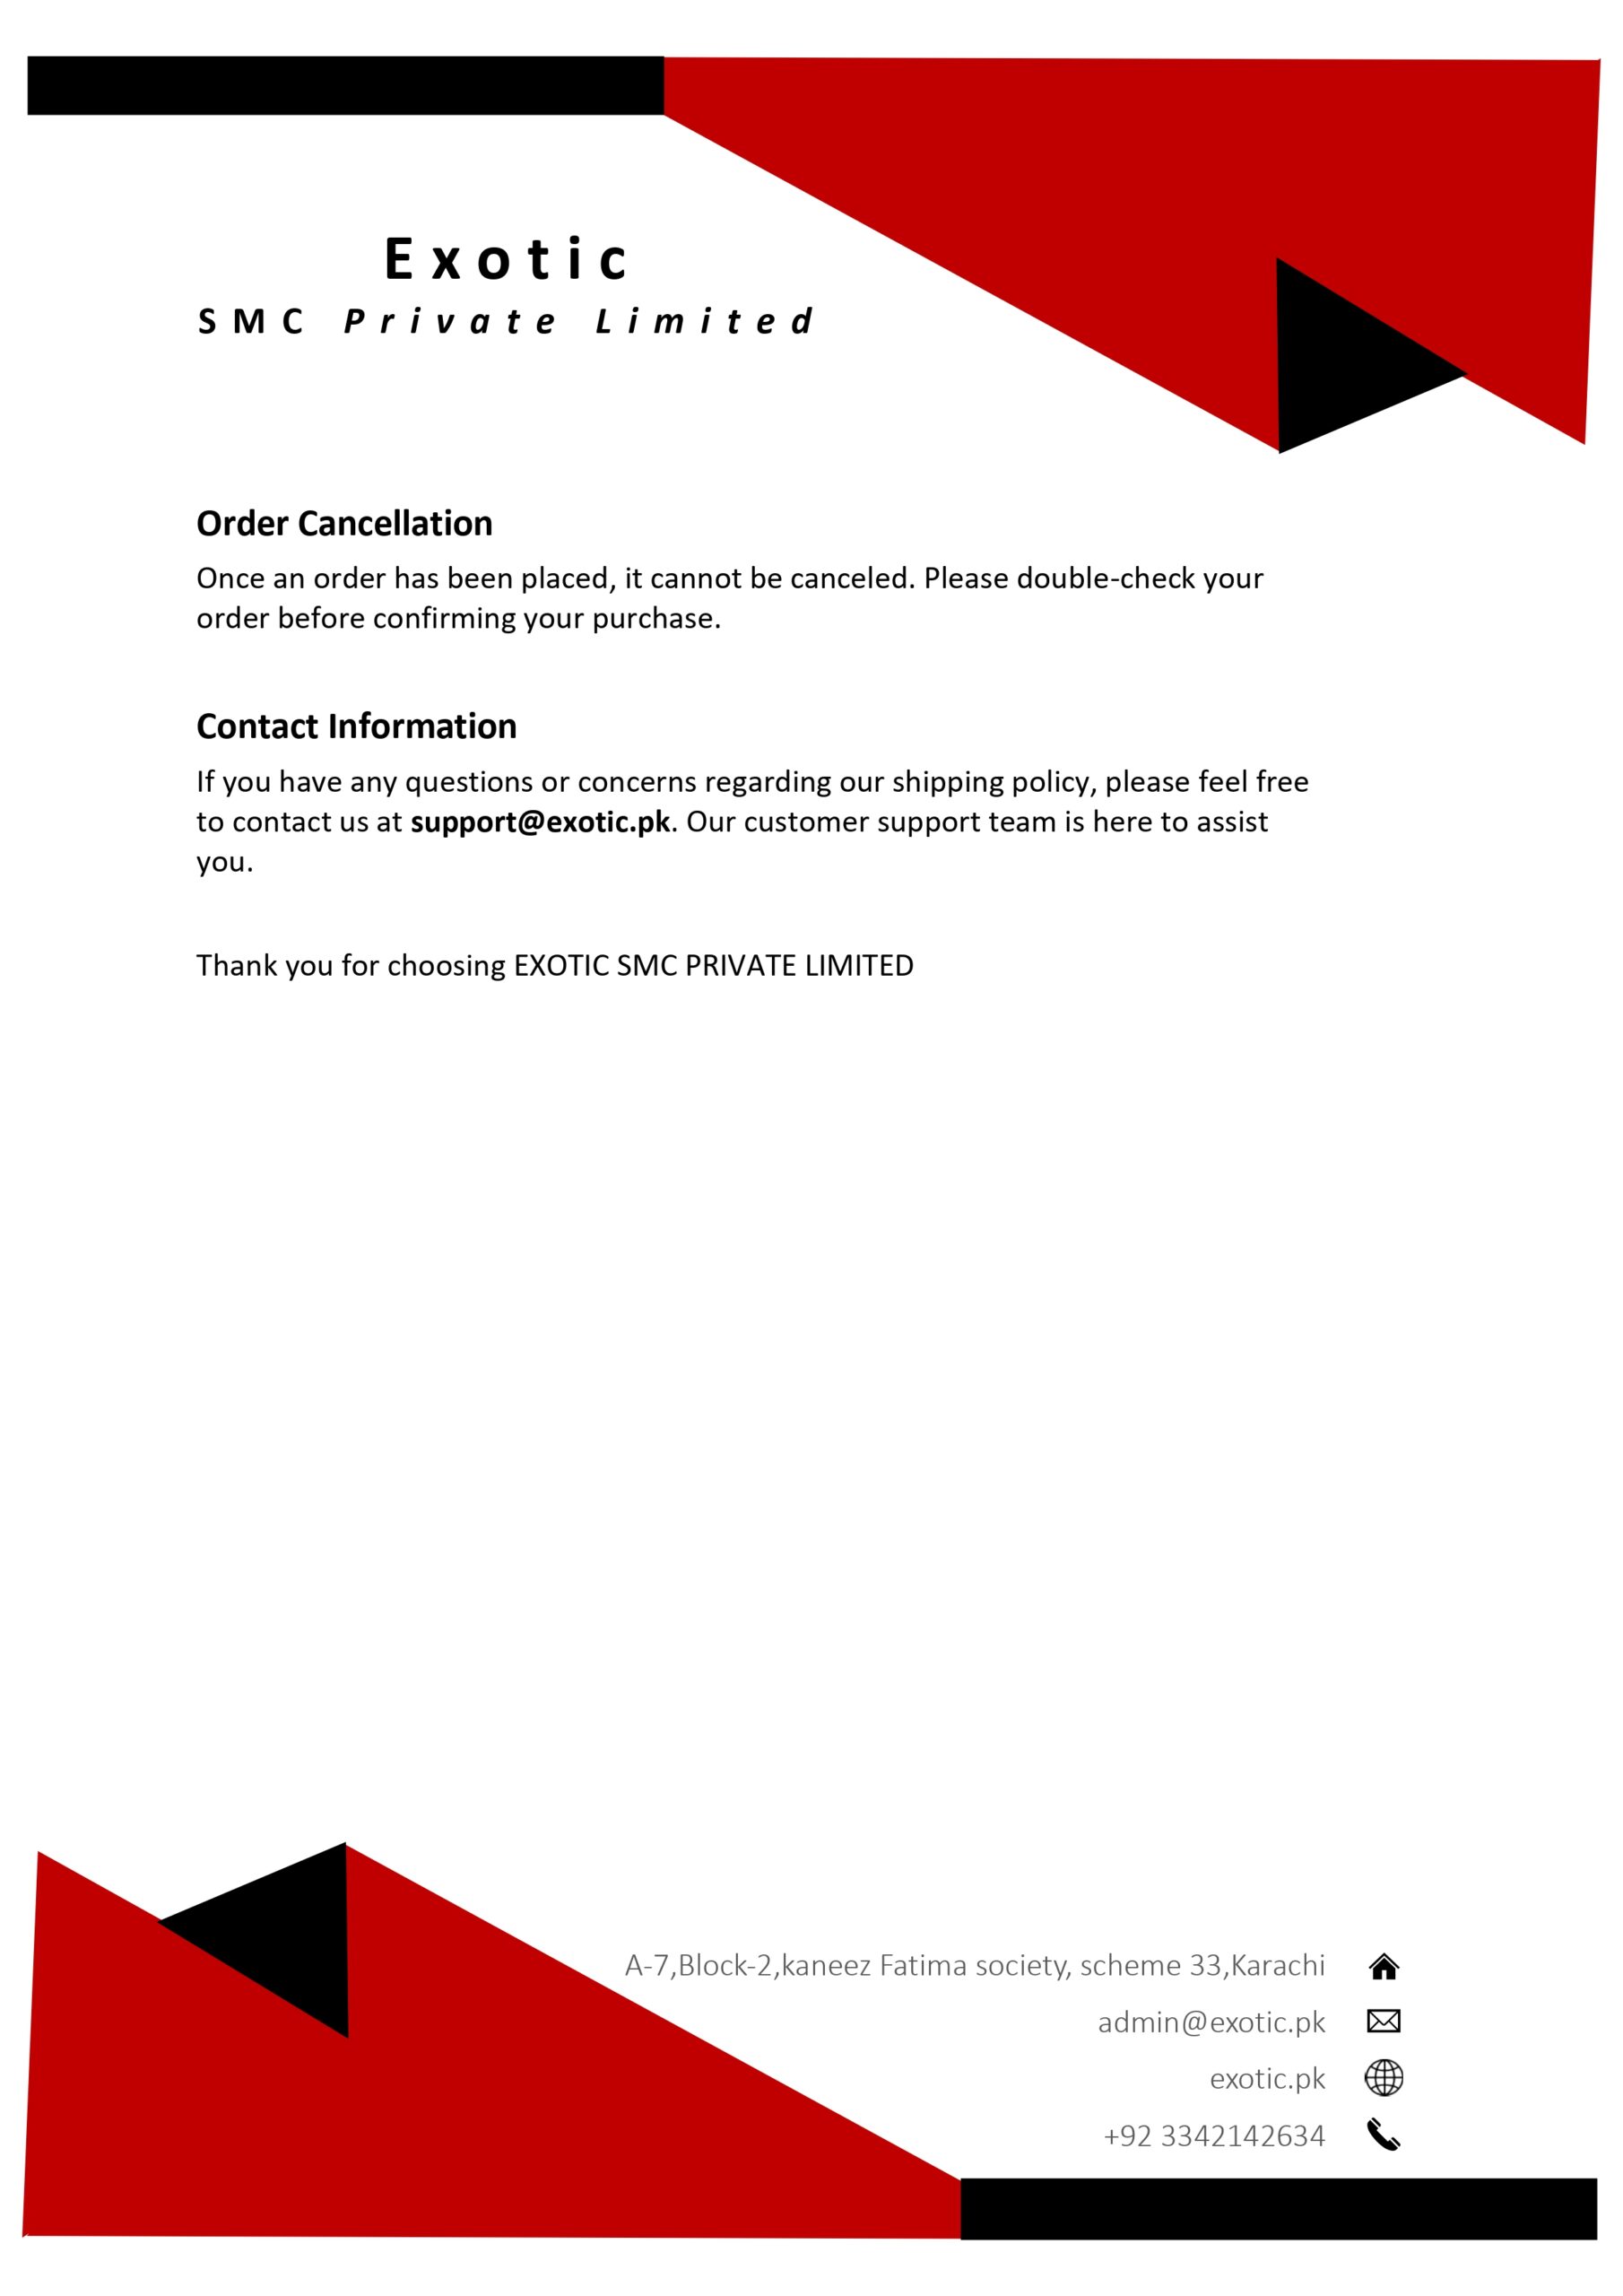 Exotic
SMC Private Limited
Order Cancellation
Once an order has been placed, it cannot be canceled. Please double-check your
order before confirming your purchase.
Contact Information
If you have any questions or concerns regarding our shipping policy, please feel free
to contact us at support@exotic.pk. Our customer support team is here to assist
you.
Thank you for choosing EXOTIC SMC PRIVATE LIMITED
A-7,Block-2,kaneez Fatima society, scheme 33,Karachi
admin@exotic.pk
exotic.pk
+92 3342142634